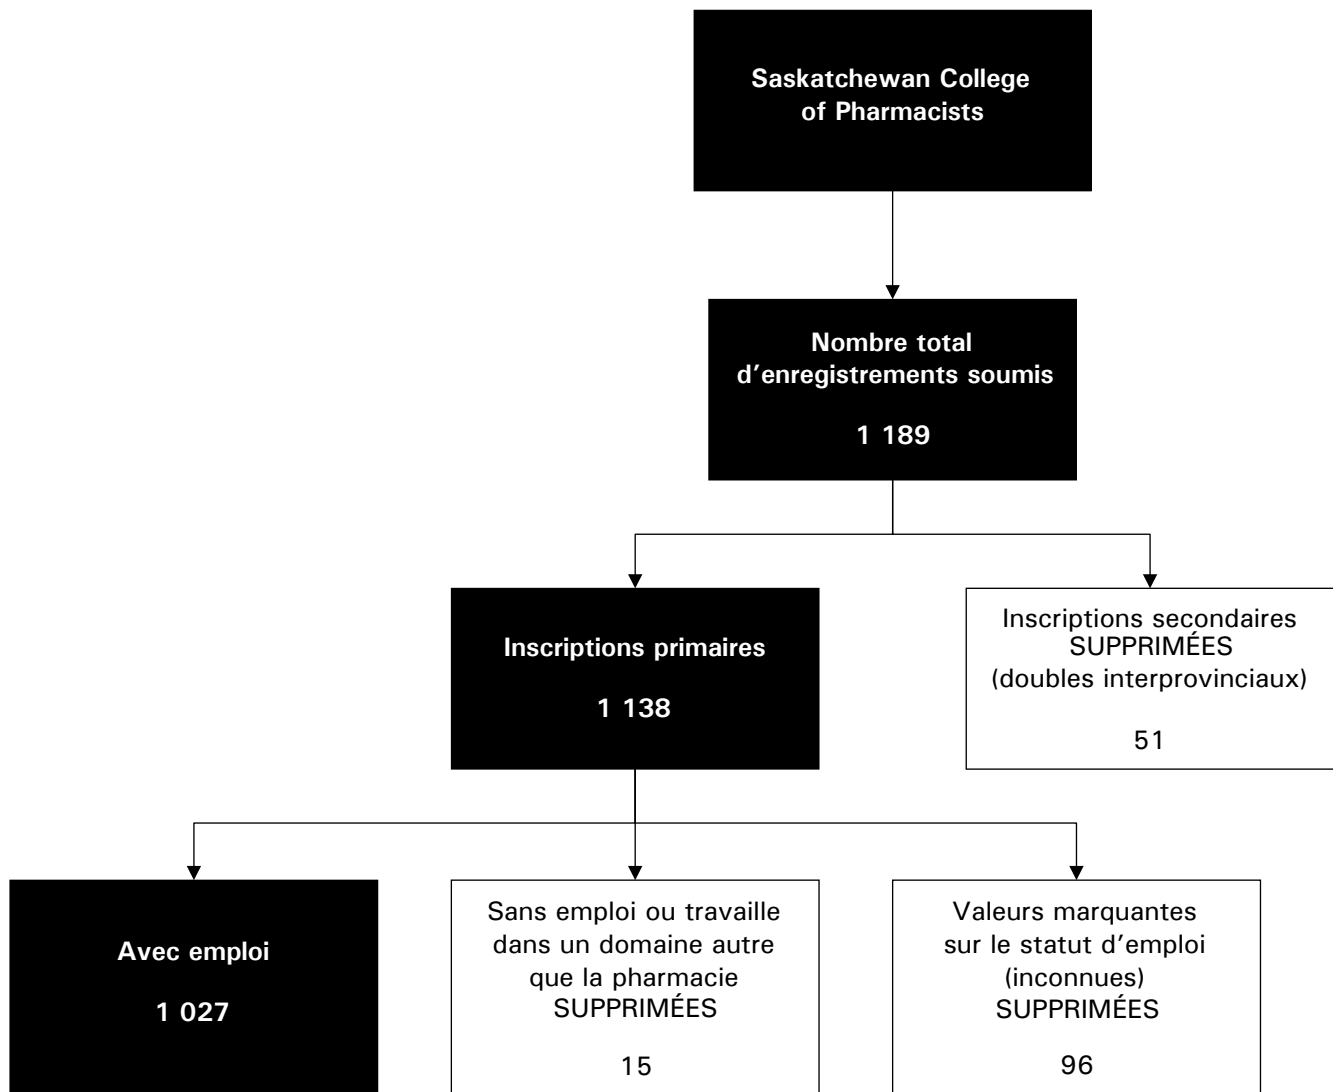 Saskatchewan College
of Pharmacists
Nombre total
d’enregistrements soumis
1 189
Inscriptions primaires
1 138
Inscriptions secondaires
SUPPRIMÉES
(doubles interprovinciaux)
51
Avec emploi
1 027
Sans emploi ou travaille
dans un domaine autre
que la pharmacie
SUPPRIMÉES
15
Valeurs marquantes
sur le statut d’emploi
(inconnues)
SUPPRIMÉES
96